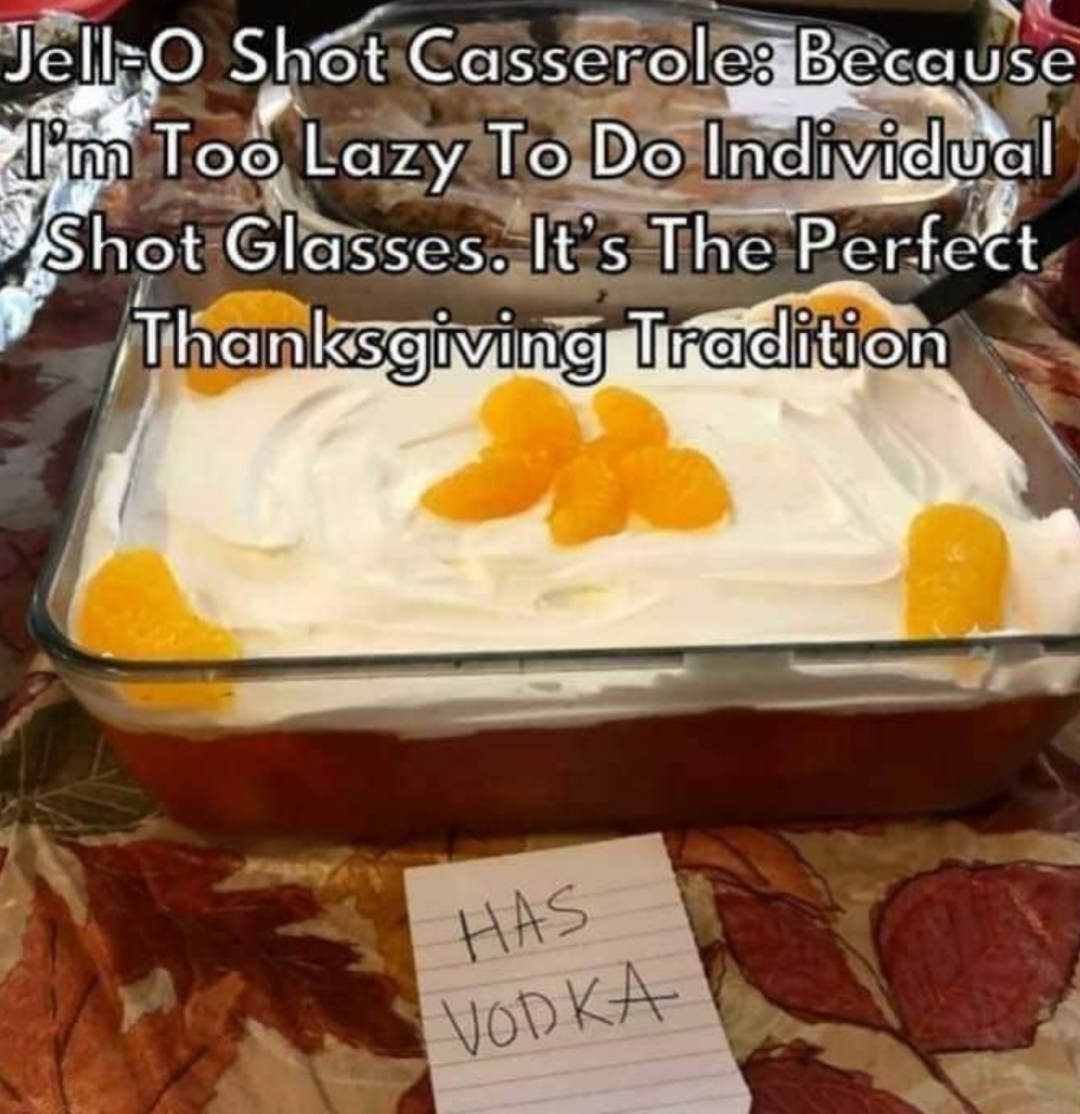 Jell-O Shot Casserole: Because
I'm Too Lazy To Do Individual
Shot Glasses. It's The Perfect
Thanksgiving Tradition
HAS
VODKA